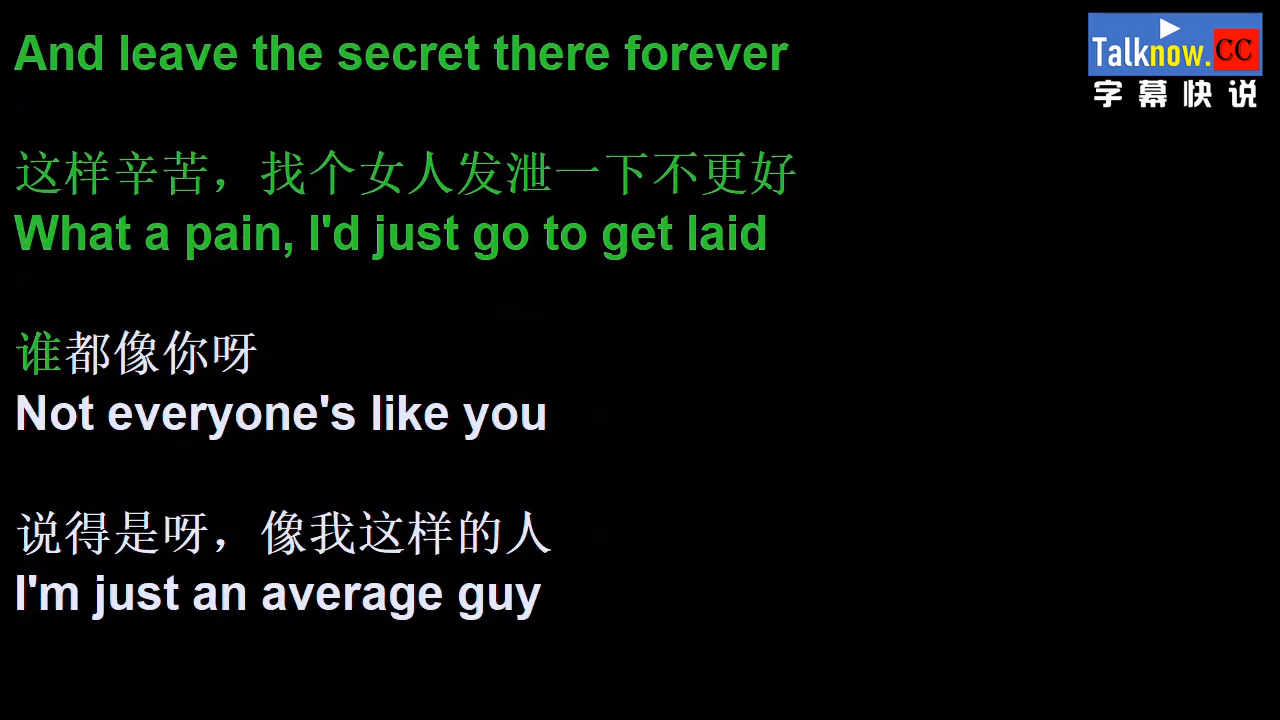 And leave the secret there forever
Talknow.CC
字幕快说
这样辛苦，找个女人发泄一下不更好
What a pain, I'd just go to get laid
谁都像你呀
Not everyone's like you
说得是呀，像我这样的人
I'm just an average guy